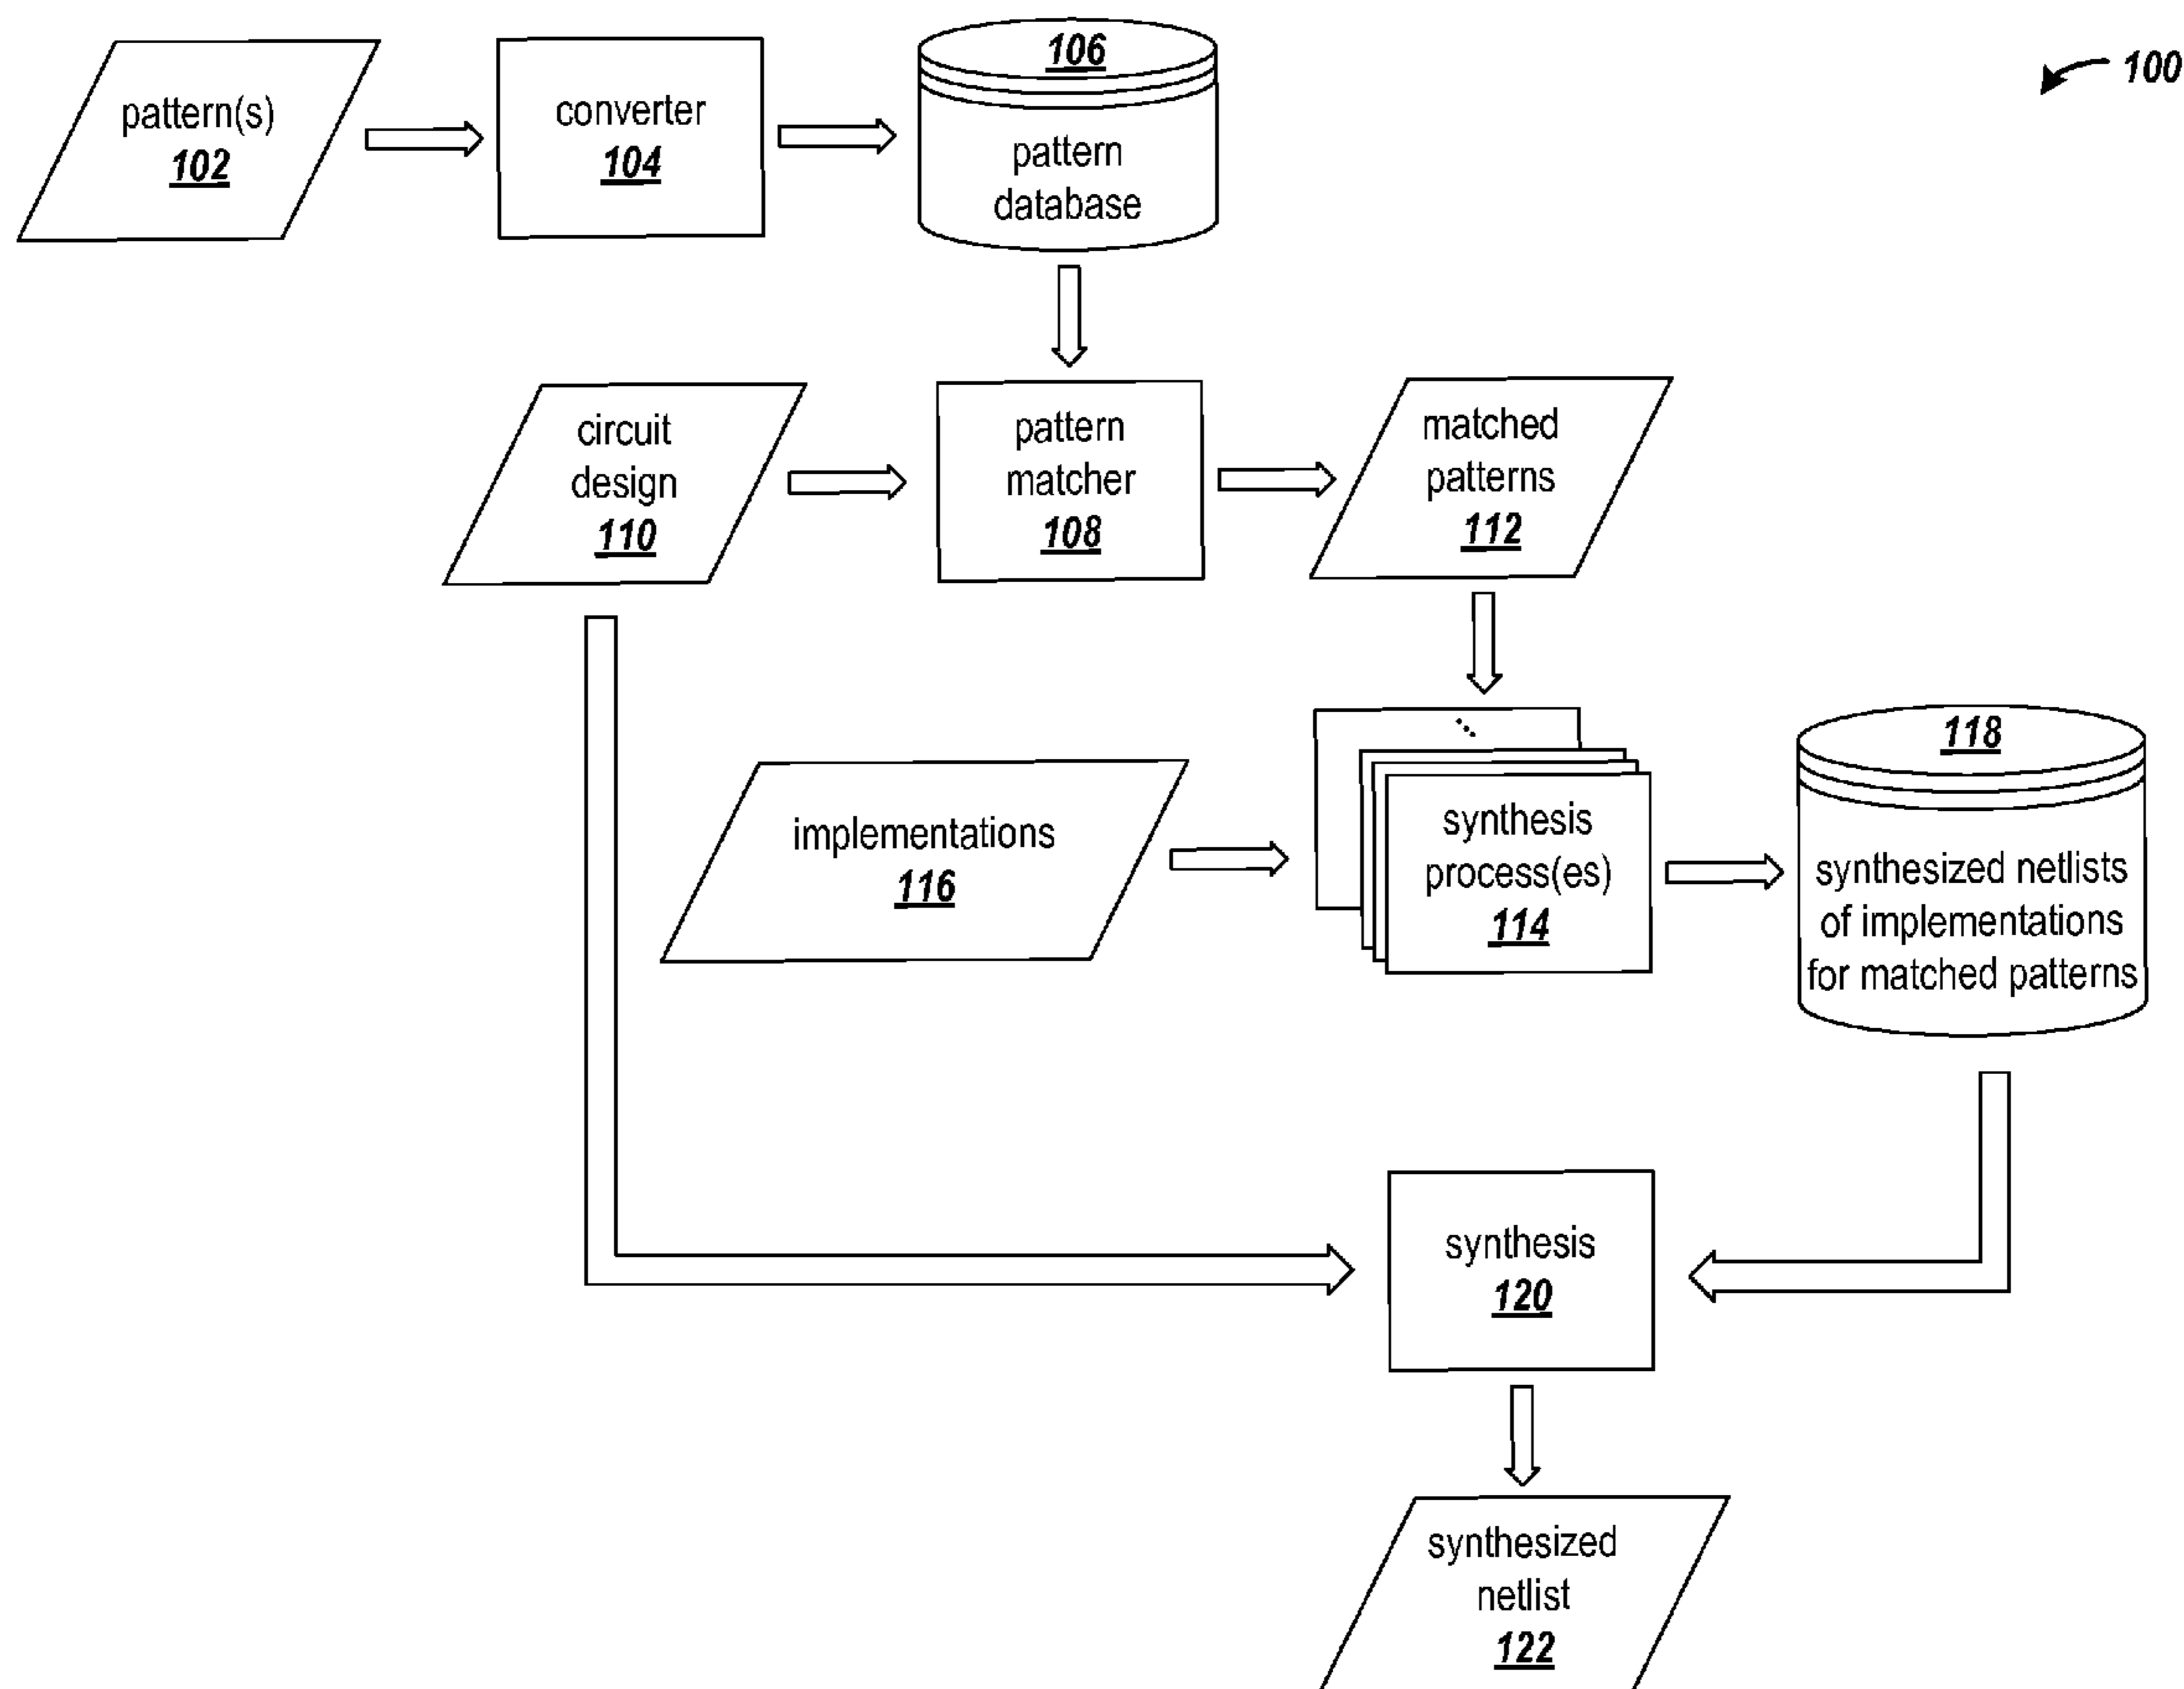 100
pattern(s)
102
converter
104
106
pattern
database
circuit
design
110
pattern
matcher
108
matched
patterns
112
implementations
116
synthesis
process(es)
114
118
synthesized netlists
of implementations
for matched patterns
synthesis
120
synthesized
netlist
122